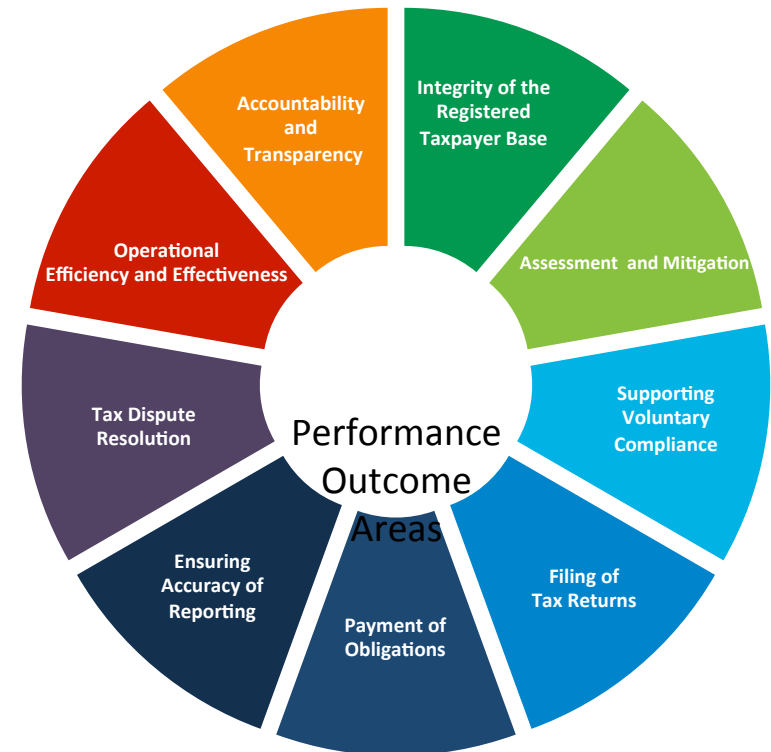 Integrity of the
Registered
Taxpayer Base
Assessment and Mitigation
Supporting
Voluntary
Compliance
Filing of
Tax Returns
Payment of
Obligations
Ensuring
Accuracy of
Reporting
Tax Dispute
Resolution
Operational
Efficiency and Effectiveness
Accountability
and
Transparency
Performance
Outcome
Areas